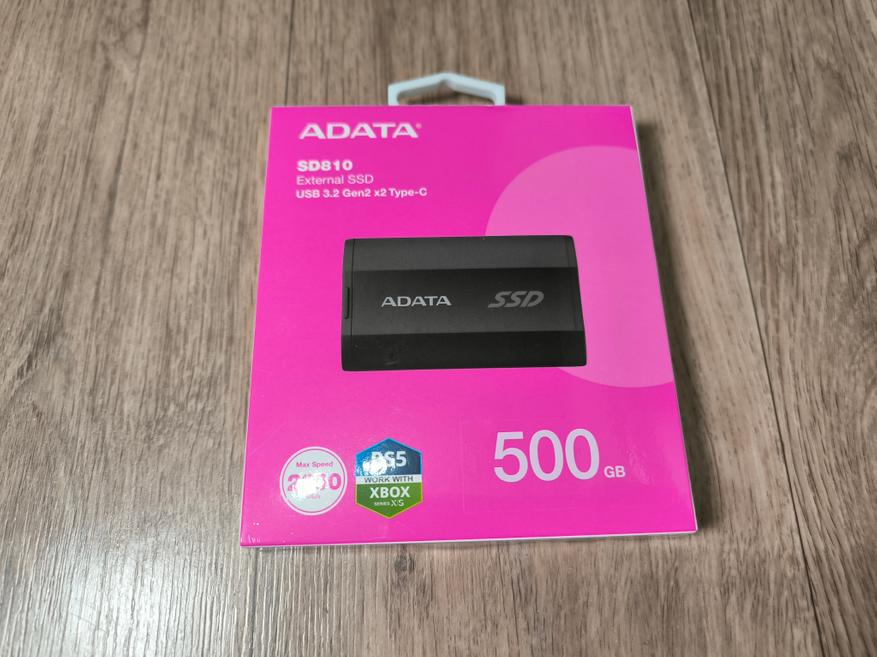 ADATA®
SD810
External SSD
USB 3.2 Gen2 x2 Type-C
ADATA
SSD
Max Speed
PS5
WORK WITH
XBOX
SERIES X|S
500 GB